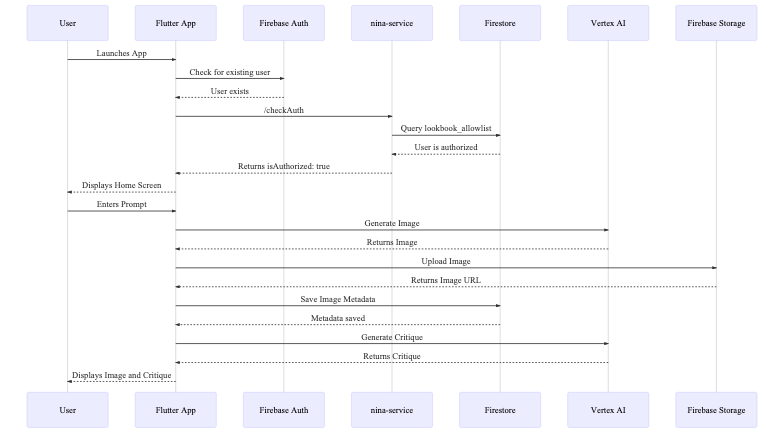 User
Flutter App
Firebase Auth
nina-service
Firestore
Vertex AI
Firebase Storage
Launches App
Check for existing user
User exists
/checkAuth
Query lookbook_allowlist
User is authorized
Returns isAuthorized: true
Displays Home Screen
Enters Prompt
Generate Image
Returns Image
Upload Image
Returns Image URL
Save Image Metadata
Metadata saved
Generate Critique
Returns Critique
Displays Image and Critique
User
Flutter App
Firebase Auth
nina-service
Firestore
Vertex AI
Firebase Storage